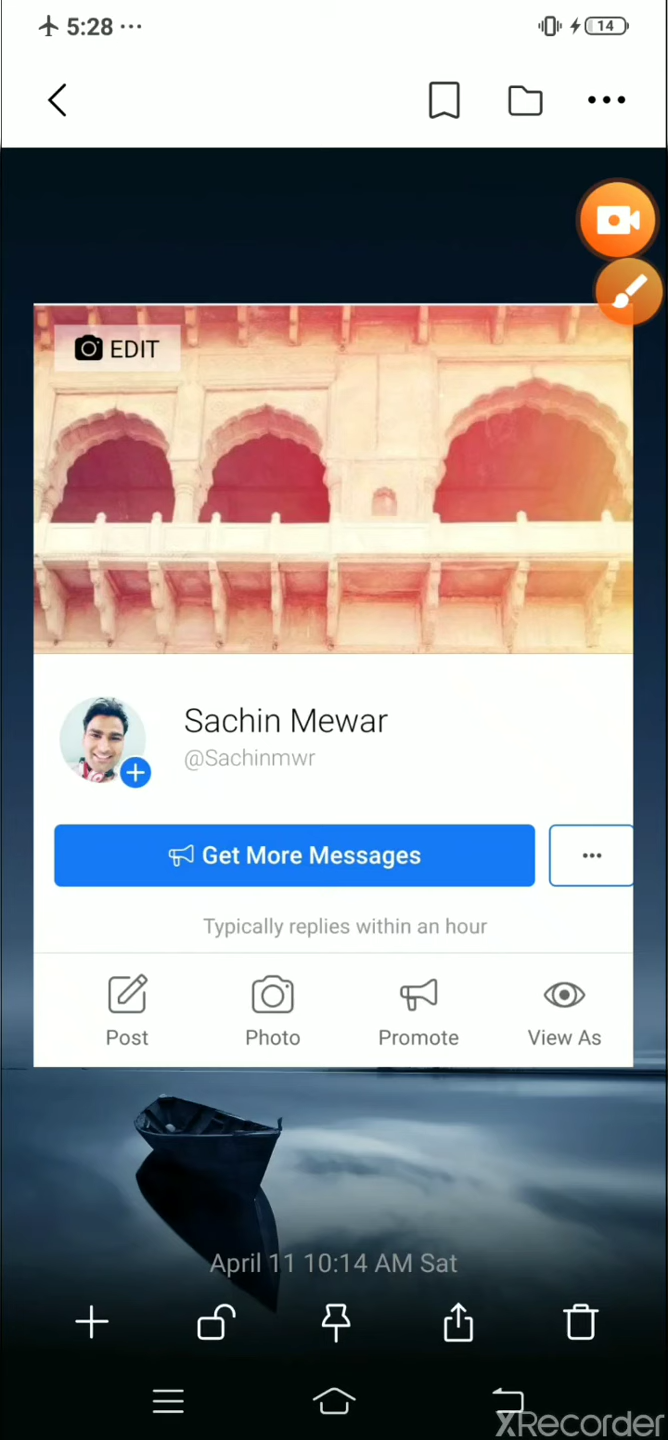 5:28
14
EDIT
Sachin Mewar
@Sachinmwr
Get More Messages
Typically replies within an hour
Post
Photo
Promote
View As
April 11 10:14 AM Sat
XRecorder